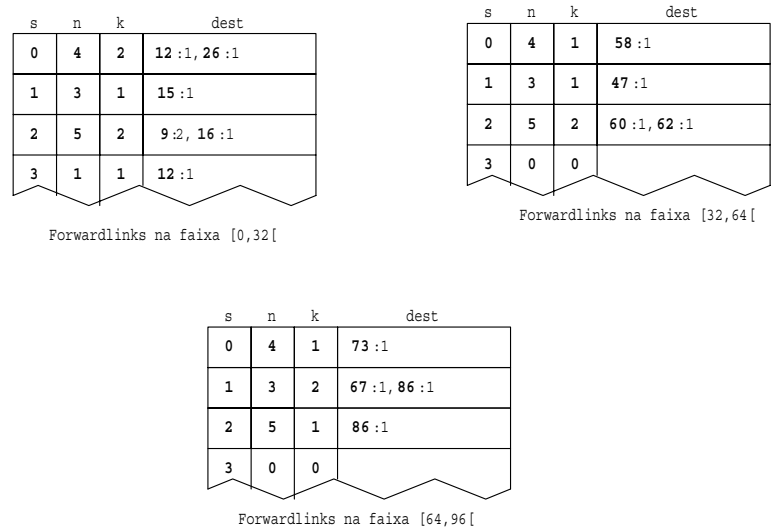 s n k dest
0 4 2 12 :1, 26 :1
1 3 1 15 :1
2 5 2 9 :2, 16 :1
3 1 1 12 :1
Forwardlinks na faixa [0,32[
s n k dest
0 4 1 58 :1
1 3 1 47 :1
2 5 2 60 :1, 62 :1
3 0 0
Forwardlinks na faixa [32,64[
s n k dest
0 4 1 73 :1
1 3 2 67 :1, 86 :1
2 5 1 86 :1
3 0 0
Forwardlinks na faixa [64,96[